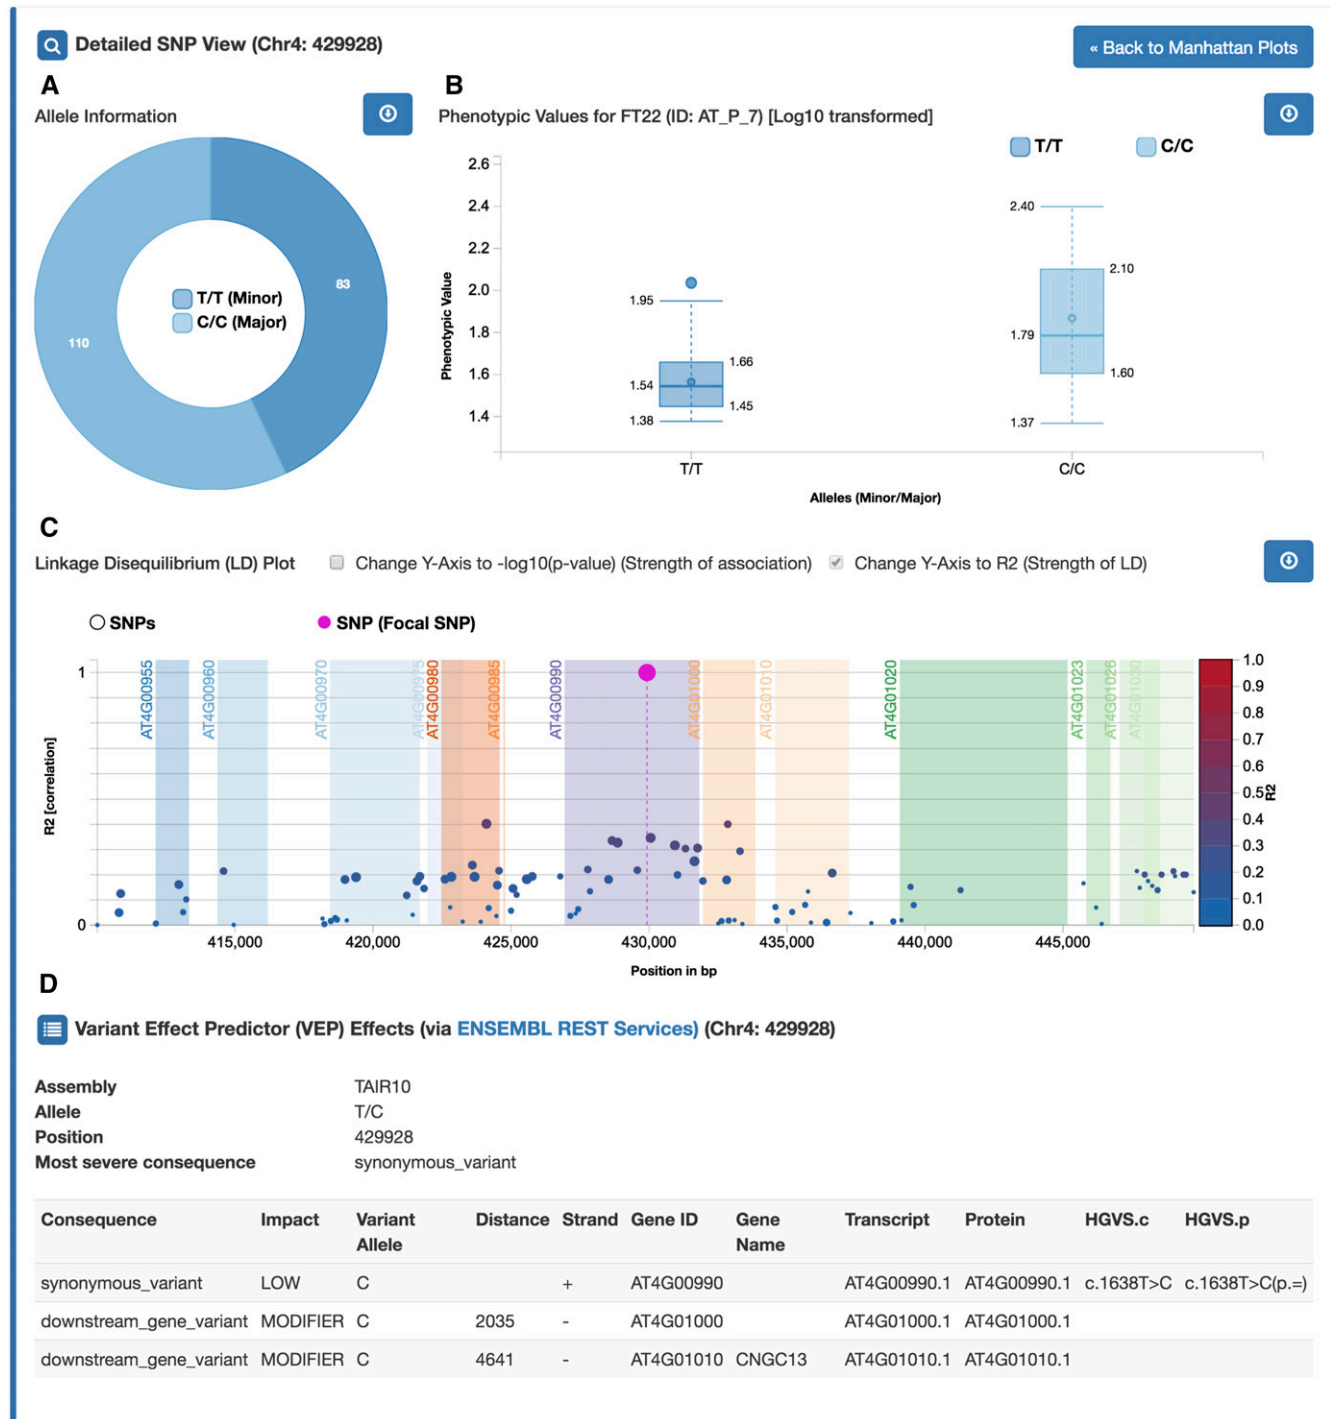 Detailed SNP View (Chr4: 429928)
« Back to Manhattan Plots
A
Allele Information
83
110
T/T (Minor)
C/C (Major)
B
Phenotypic Values for FT22 (ID: AT_P_7) [Log10 transformed]
T/T
C/C
2.6
2.4
2.2
2.0
1.8
1.6
1.4
Phenotypic Value
1.95
1.66
1.54
1.45
1.38
2.40
2.10
1.79
1.60
1.37
T/T
C/C
Alleles (Minor/Major)
C
Linkage Disequilibrium (LD) Plot
Change Y-Axis to -log10(p-value) (Strength of association)
Change Y-Axis to R2 (Strength of LD)
SNPs
SNP (Focal SNP)
1
0
R2 [correlation]
AT4G00955
AT4G00960
AT4G00970
AT4G00975
AT4G00980
AT4G00985
AT4G00990
AT4G01000
AT4G01010
AT4G01020
AT4G01023
AT4G01026
AT4G01030
415,000
420,000
425,000
430,000
435,000
440,000
445,000
Position in bp
1.0
0.9
0.8
0.7
0.6
0.5
0.4
0.3
0.2
0.1
0.0
R2
D
Variant Effect Predictor (VEP) Effects (via ENSEMBL REST Services) (Chr4: 429928)
Assembly TAIR10
Allele T/C
Position 429928
Most severe consequence synonymous_variant
Consequence Impact Variant Allele Distance Strand Gene ID Gene Name Transcript Protein HGVS.c HGVS.p
synonymous_variant LOW C + AT4G00990 AT4G00990.1 AT4G00990.1 c.1638T>C c.1638T>C(p.=)
downstream_gene_variant MODIFIER C 2035 - AT4G01000 AT4G01000.1 AT4G01000.1
downstream_gene_variant MODIFIER C 4641 - AT4G01010 CNGC13 AT4G01010.1 AT4G01010.1